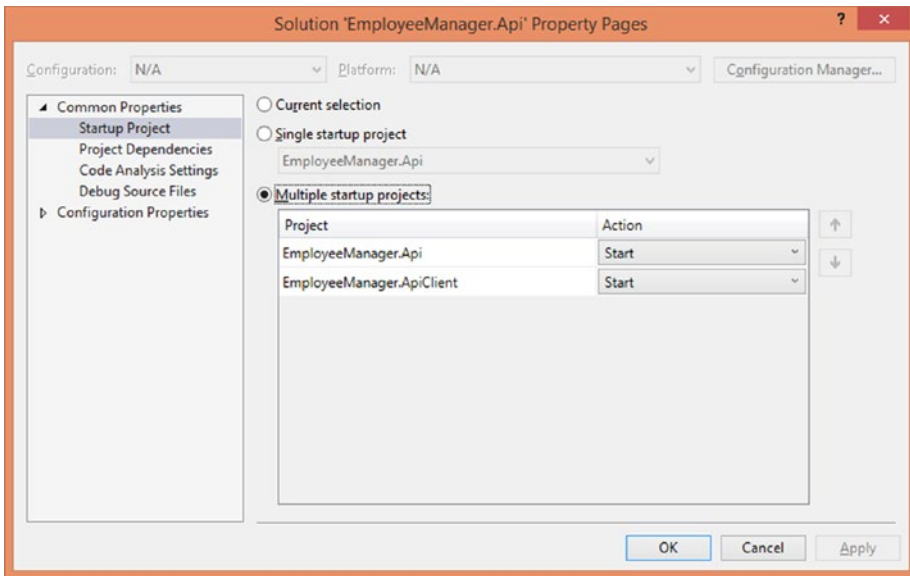 Solution 'EmployeeManager.Api' Property Pages
? ×
Configuration: N/A Platform: N/A Configuration Manager...
Common Properties
Startup Project
Project Dependencies
Code Analysis Settings
Debug Source Files
Configuration Properties
Current selection
Single startup project
EmployeeManager.Api
Multiple startup projects:
Project Action
EmployeeManager.Api Start
EmployeeManager.ApiClient Start
OK Cancel Apply